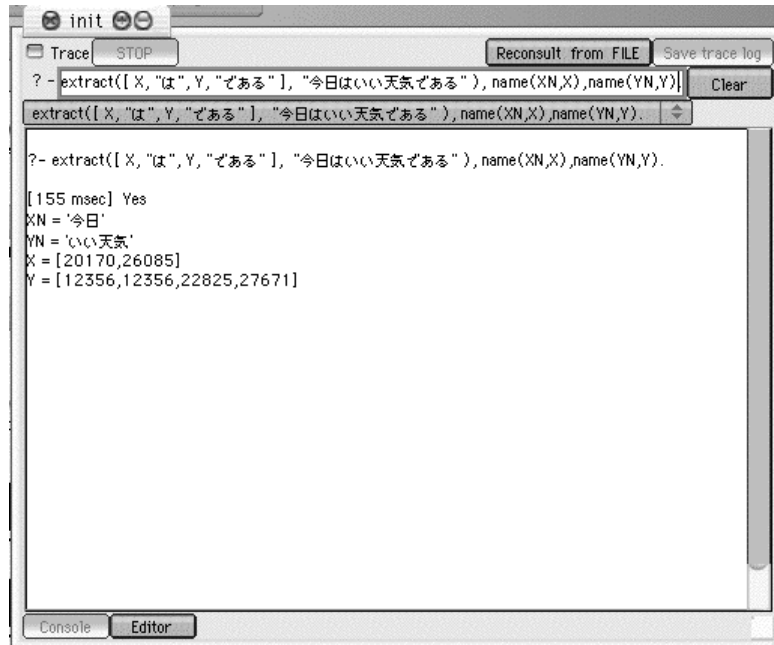 init
Trace STOP Reconsult from FILE Save trace log
? - extract([ X, "は", Y, "である" ], "今日はいい天気である" ), name(XN,X) ,name(YN,Y). Clear
extract([ X, "は", Y, "である" ], "今日はいい天気である" ), name(XN,X) ,name(YN,Y).
?- extract([ X, "は", Y, "である" ], "今日はいい天気である" ), name(XN,X) ,name(YN,Y).
[155 msec] Yes
XN = '今日'
YN = 'いい天気'
X = [20170,26085]
Y = [12356,12356,22825,27671]
Console Editor